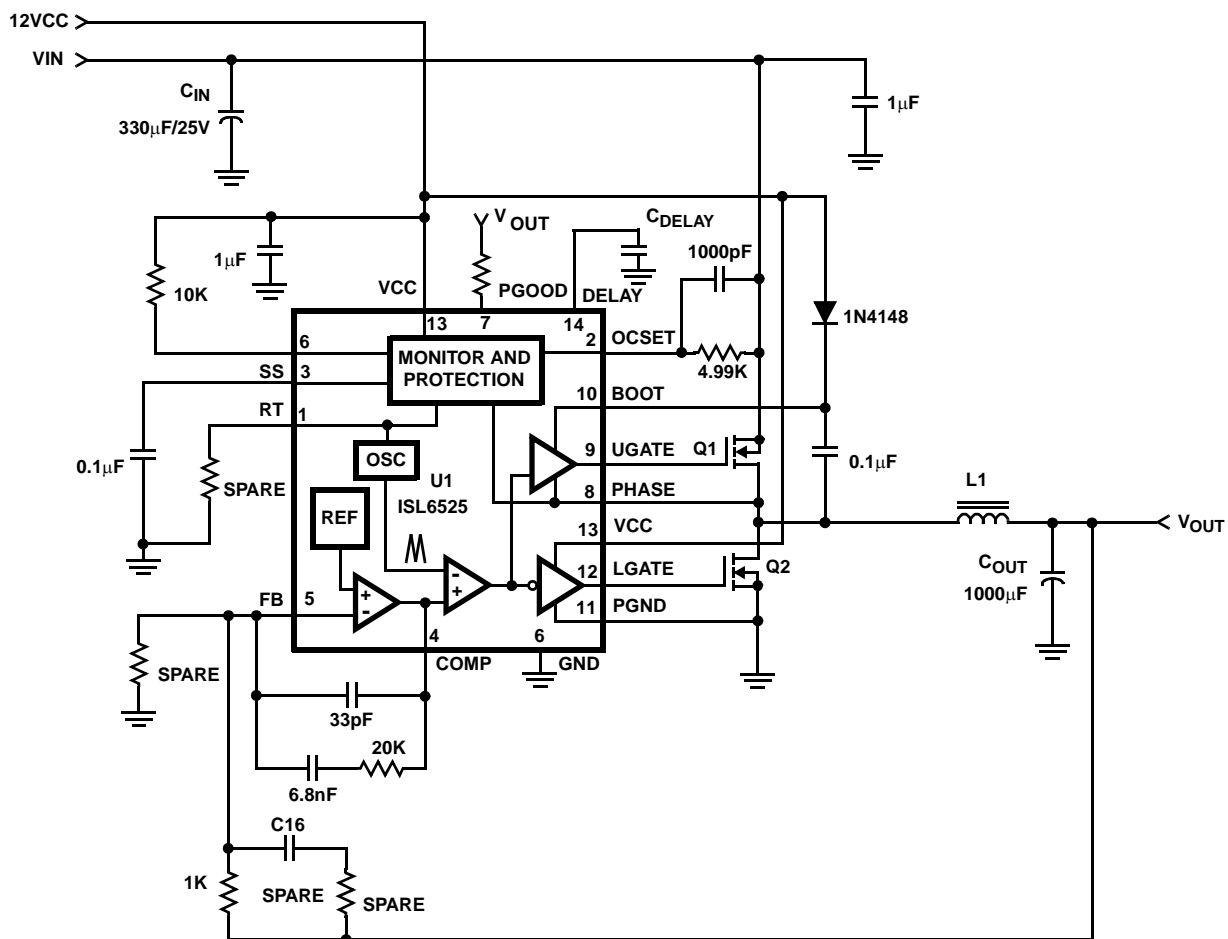 12VCC
VIN
CIN
330μF/25V
1μF
VOUT
CDELAY
1000pF
1μF
10K
VCC
PGOOD
DELAY
1N4148
13
7
14
6
2
OCSET
MONITOR AND
PROTECTION
4.99K
SS
3
10
BOOT
RT
1
OSC
9
UGATE
Q1
0.1μF
0.1μF
SPARE
U1
ISL6525
8
PHASE
L1
REF
13
VCC
VOUT
-
+
12
LGATE
Q2
COUT
1000μF
FB
5
+
-
11
PGND
4
6
COMP
GND
SPARE
33pF
20K
6.8nF
C16
1K
SPARE
SPARE